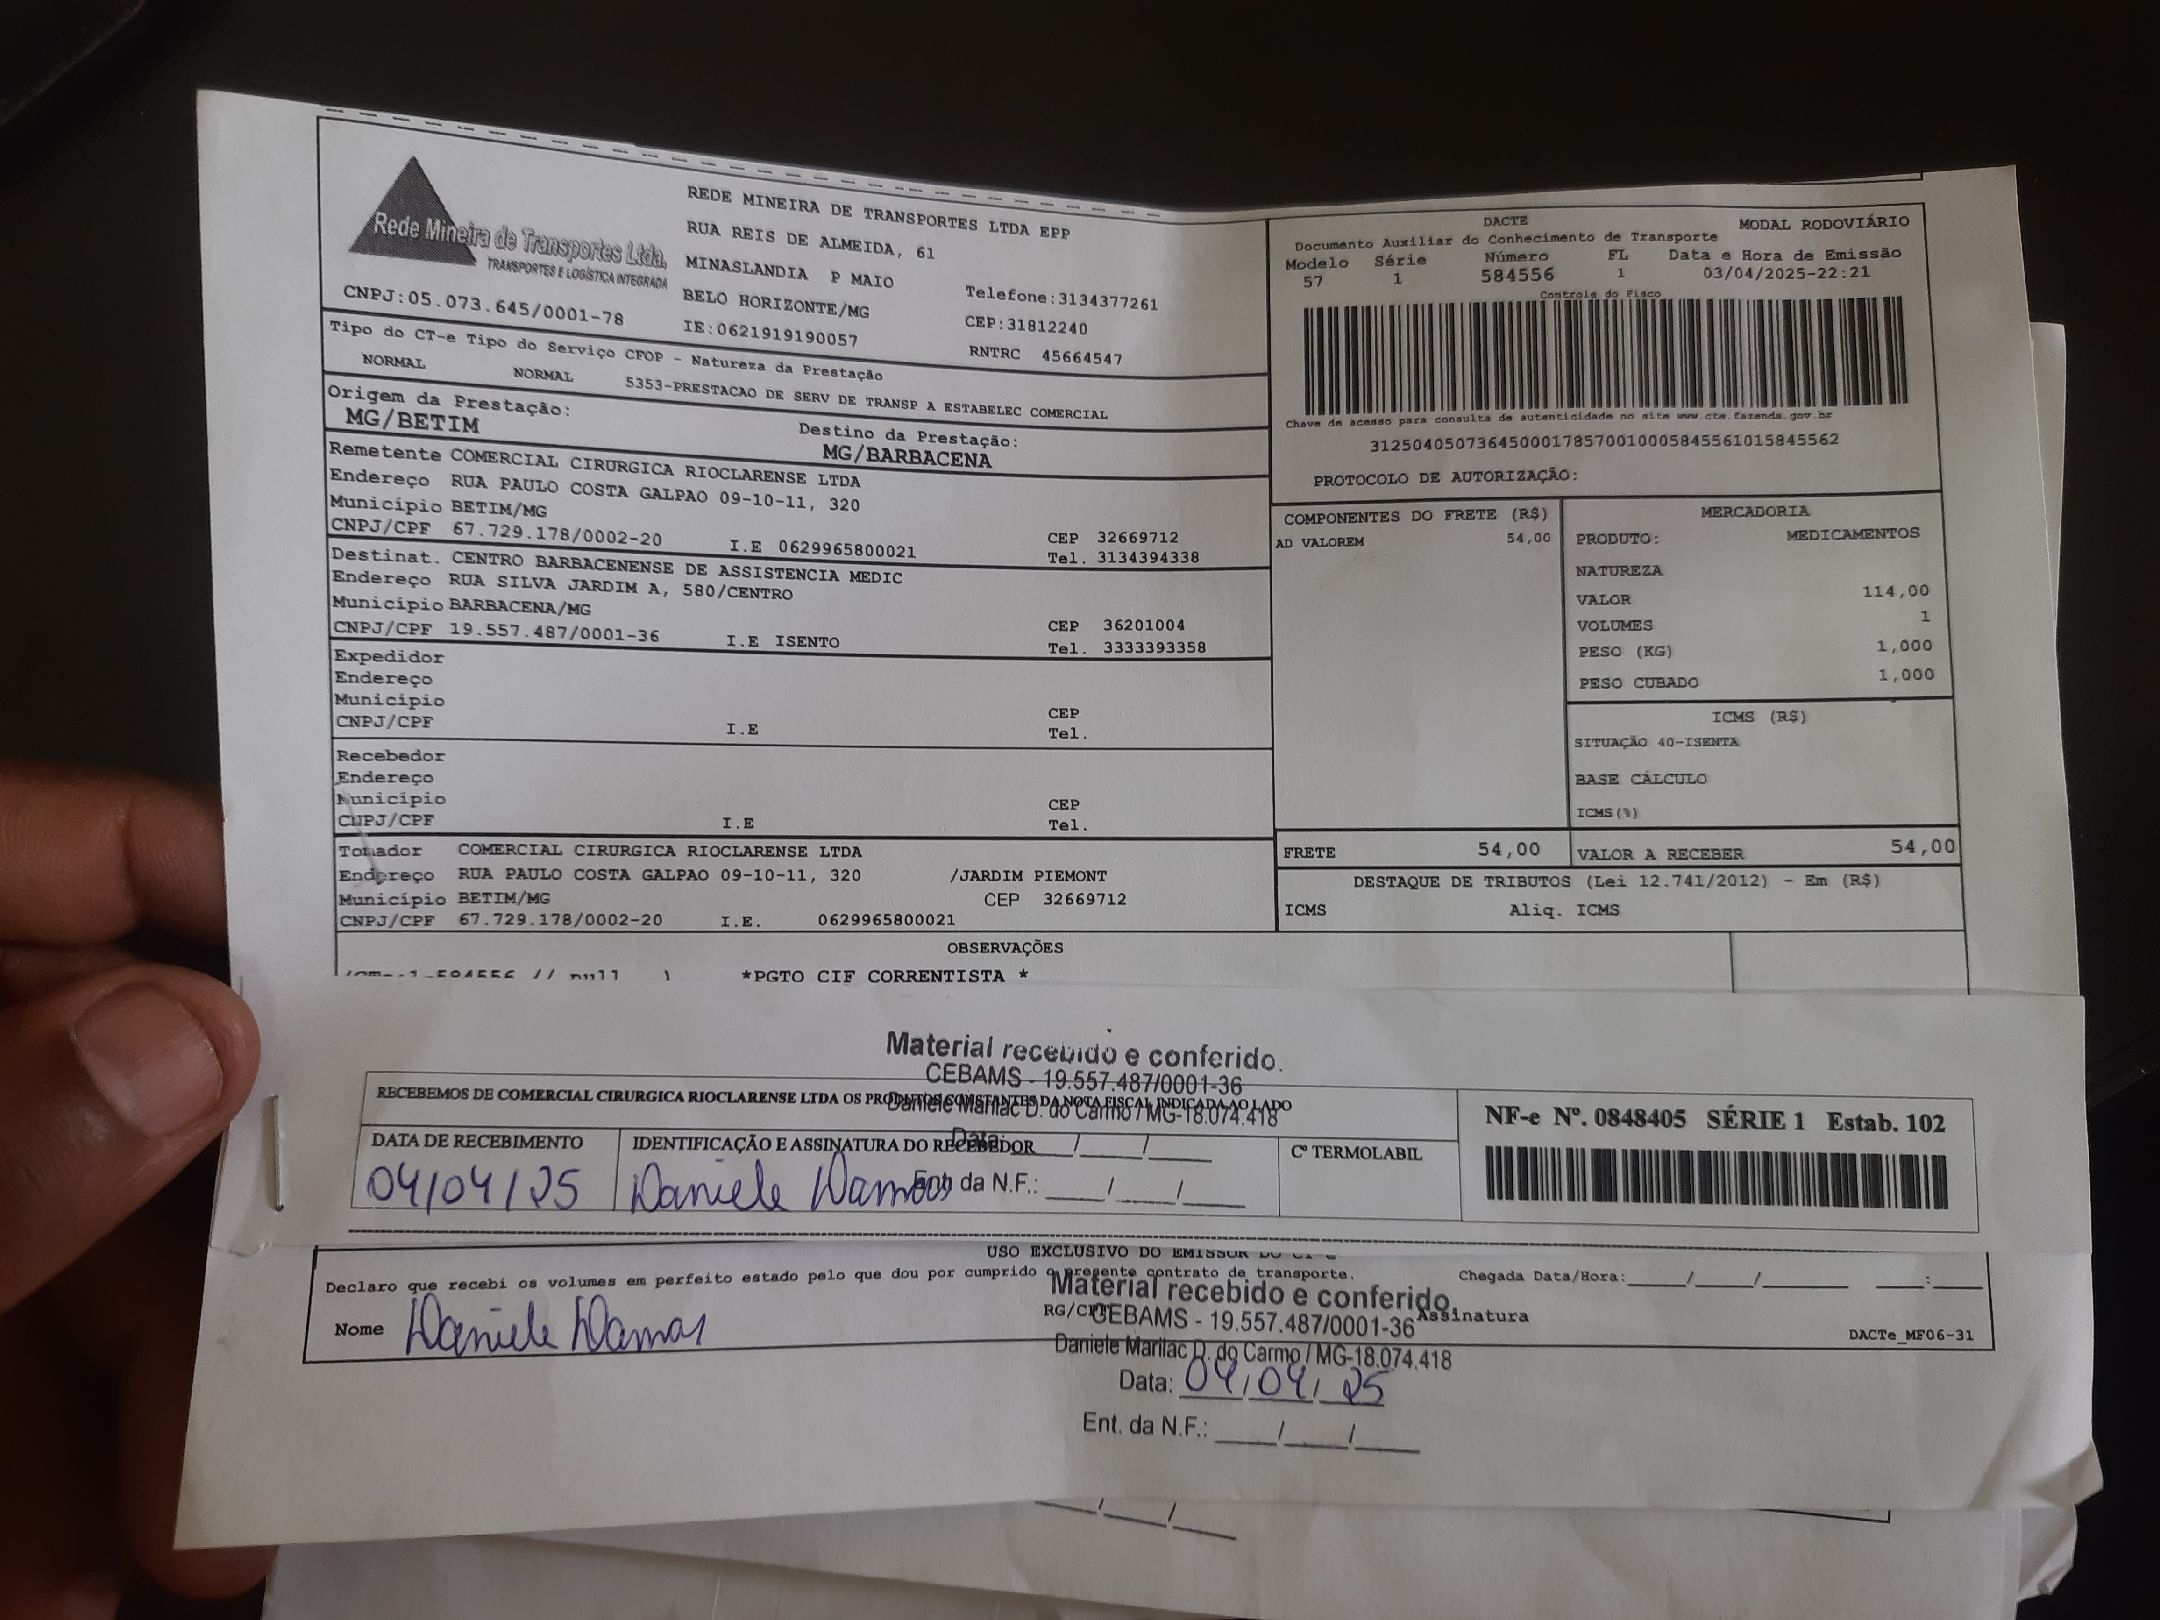 Rede Mineira de Transportes Ltda.
TRANSPORTES E LOGÍSTICA INTEGRADA
CNPJ:05.073.645/0001-78
REDE MINEIRA DE TRANSPORTES LTDA EPP
RUA REIS DE ALMEIDA, 61
MINASLANDIA P MAIO
BELO HORIZONTE/MG
IE:0621919190057
Telefone:3134377261
CEP:31812240
RNTRC 45664547
DACTE MODAL RODOVIÁRIO
Documento Auxiliar do Conhecimento de Transporte
Modelo Série Número FL Data e Hora de Emissão
57 1 584556 1 03/04/2025-22:21
Controle do Fisco
Chave de acesso para consulta de autenticidade no site www.cte.fazenda.gov.br
31250405073645000178570010005845561015845562
PROTOCOLO DE AUTORIZAÇÃO:
Tipo do CT-e Tipo do Serviço CFOP - Natureza da Prestação
NORMAL NORMAL 5353-PRESTACAO DE SERV DE TRANSP A ESTABELEC COMERCIAL
Origem da Prestação: Destino da Prestação:
MG/BETIM MG/BARBACENA
Remetente COMERCIAL CIRURGICA RIOCLARENSE LTDA
Endereço RUA PAULO COSTA GALPAO 09-10-11, 320
Município BETIM/MG CEP 32669712
CNPJ/CPF 67.729.178/0002-20 I.E 0629965800021 Tel. 3134394338
Destinat. CENTRO BARBACENENSE DE ASSISTENCIA MEDIC
Endereço RUA SILVA JARDIM A, 580/CENTRO
Município BARBACENA/MG CEP 36201004
CNPJ/CPF 19.557.487/0001-36 I.E ISENTO Tel. 3333393358
Expedidor
Endereço
Município CEP
CNPJ/CPF I.E Tel.
Recebedor
Endereço
Município CEP
CNPJ/CPF I.E Tel.
Tomador COMERCIAL CIRURGICA RIOCLARENSE LTDA
Endereço RUA PAULO COSTA GALPAO 09-10-11, 320 /JARDIM PIEMONT
Município BETIM/MG CEP 32669712
CNPJ/CPF 67.729.178/0002-20 I.E. 0629965800021
COMPONENTES DO FRETE (R$)
AD VALOREM 54,00
MERCADORIA
PRODUTO: MEDICAMENTOS
NATUREZA
VALOR 114,00
VOLUMES 1
PESO (KG) 1,000
PESO CUBADO 1,000
ICMS (R$)
SITUAÇÃO 40-ISENTA
BASE CÁLCULO
ICMS(%)
FRETE 54,00 VALOR A RECEBER 54,00
DESTAQUE DE TRIBUTOS (Lei 12.741/2012) - Em (R$)
ICMS Aliq. ICMS
OBSERVAÇÕES
*PGTO CIF CORRENTISTA *
Material recebido e conferido.
CEBAMS - 19.557.487/0001-36
RECEBEMOS DE COMERCIAL CIRURGICA RIOCLARENSE LTDA OS PRODUTOS CONSTANTES DA NOTA FISCAL INDICADA AO LADO
Daniele Marilac D. do Carmo / MG-18.074.418
DATA DE RECEBIMENTO IDENTIFICAÇÃO E ASSINATURA DO RECEBEDOR Cº TERMOLABIL
Data: ___/___/___
04/04/25 Daniele Damas
Ent. da N.F.: ___/___/___
NF-e Nº. 0848405 SÉRIE 1 Estab. 102
USO EXCLUSIVO DO EMISSOR DO CT-e
Declaro que recebi os volumes em perfeito estado pelo que dou por cumprido o presente contrato de transporte. Chegada Data/Hora:___/___/___ :___
Nome Daniele Damas RG/CPF Assinatura
DACTe_MF06-31
Material recebido e conferido.
CEBAMS - 19.557.487/0001-36
Daniele Marilac D. do Carmo / MG-18.074.418
Data: 04/04/25
Ent. da N.F.: ___/___/___